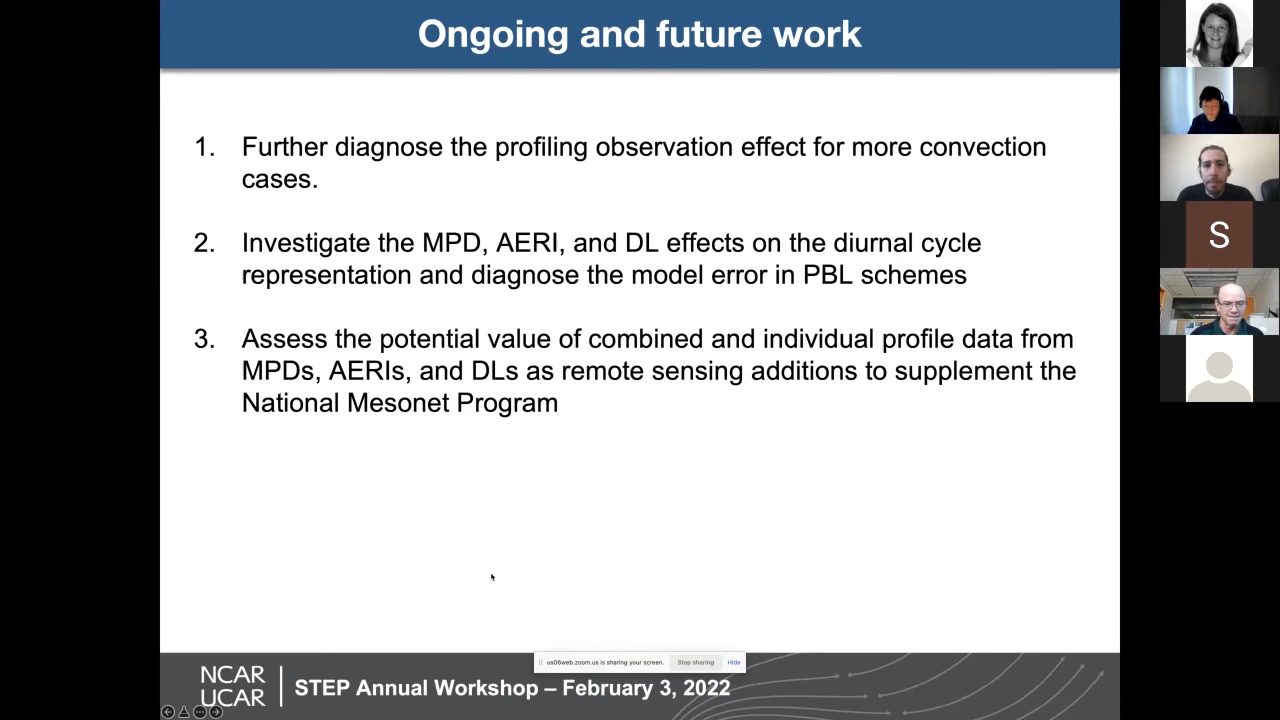 Ongoing and future work
1. Further diagnose the profiling observation effect for more convection
cases.
2. Investigate the MPD, AERI, and DL effects on the diurnal cycle
representation and diagnose the model error in PBL schemes
3. Assess the potential value of combined and individual profile data from
MPDs, AERIs, and DLs as remote sensing additions to supplement the
National Mesonet Program
S
us06web.zoom.us is sharing your screen. Stop sharing Hide
NCAR
UCAR
STEP Annual Workshop – February 3, 2022